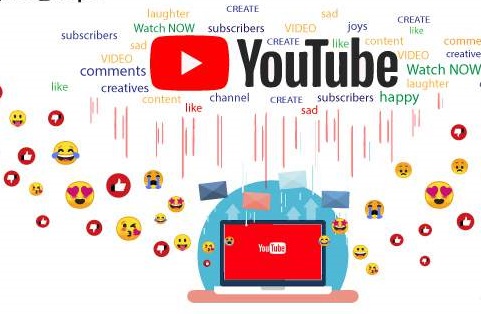 laughter CREATE sad CREATE
Watch NOW subscribers VIDEO joys like
subscribers sad CREATE like content comme
VIDEO YouTube VIDEO creative
comments Watch NOW
like creatives laughter
content channel CREATE subscribers happy
like sad
YouTube